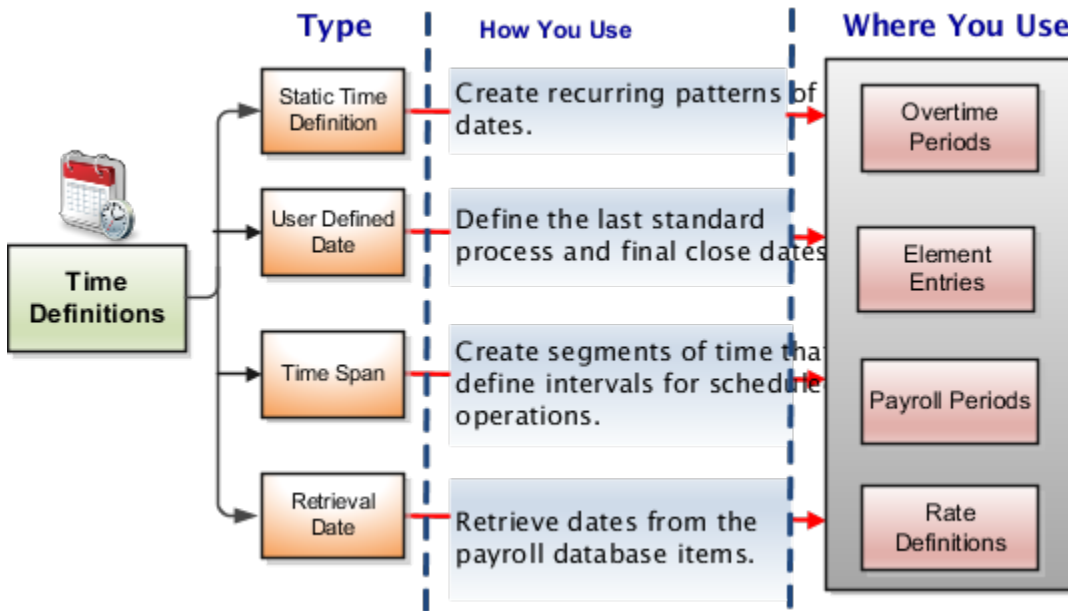 Type
How You Use
Where You Use
Static Time
Definition
Create recurring patterns of
dates.
Overtime
Periods
User Defined
Date
Define the last standard
process and final close dates
Element
Entries
Time
Definitions
Time Span
Create segments of time that
define intervals for schedule
operations.
Payroll Periods
Retrieval
Date
Retrieve dates from the
payroll database items.
Rate
Definitions